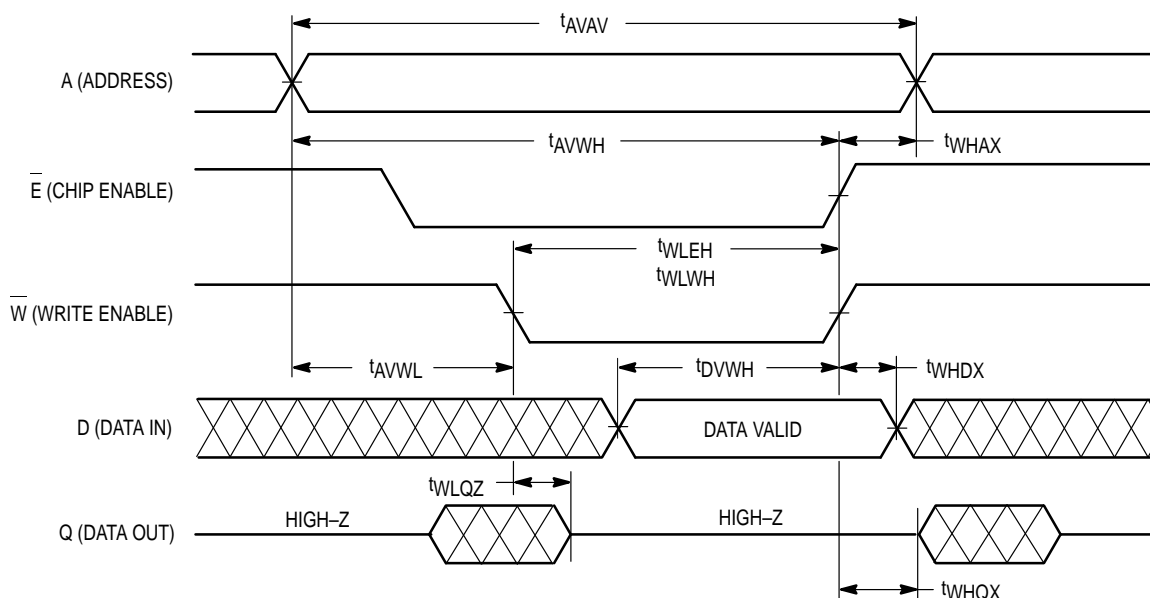 tAVAV
A (ADDRESS)
tAVWH
tWHAX
E (CHIP ENABLE)
tWLEH
tWLWH
W (WRITE ENABLE)
tAVWL
tDVWH
tWHDX
D (DATA IN)
DATA VALID
tWLQZ
Q (DATA OUT)
HIGH–Z
HIGH–Z
tWHQX